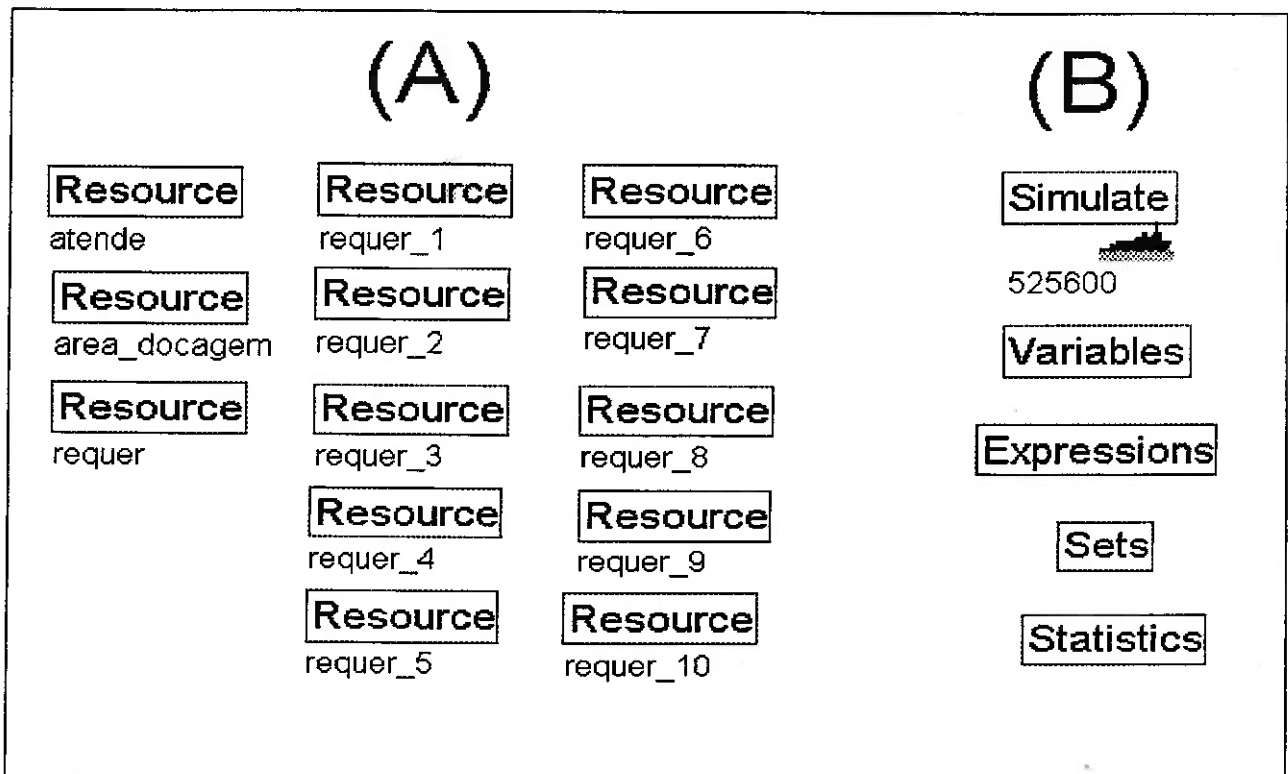 (A)
Resource
atende
Resource
area_docagem
Resource
requer
Resource
requer_1
Resource
requer_2
Resource
requer_3
Resource
requer_4
Resource
requer_5
Resource
requer_6
Resource
requer_7
Resource
requer_8
Resource
requer_9
Resource
requer_10
(B)
Simulate
525600
Variables
Expressions
Sets
Statistics